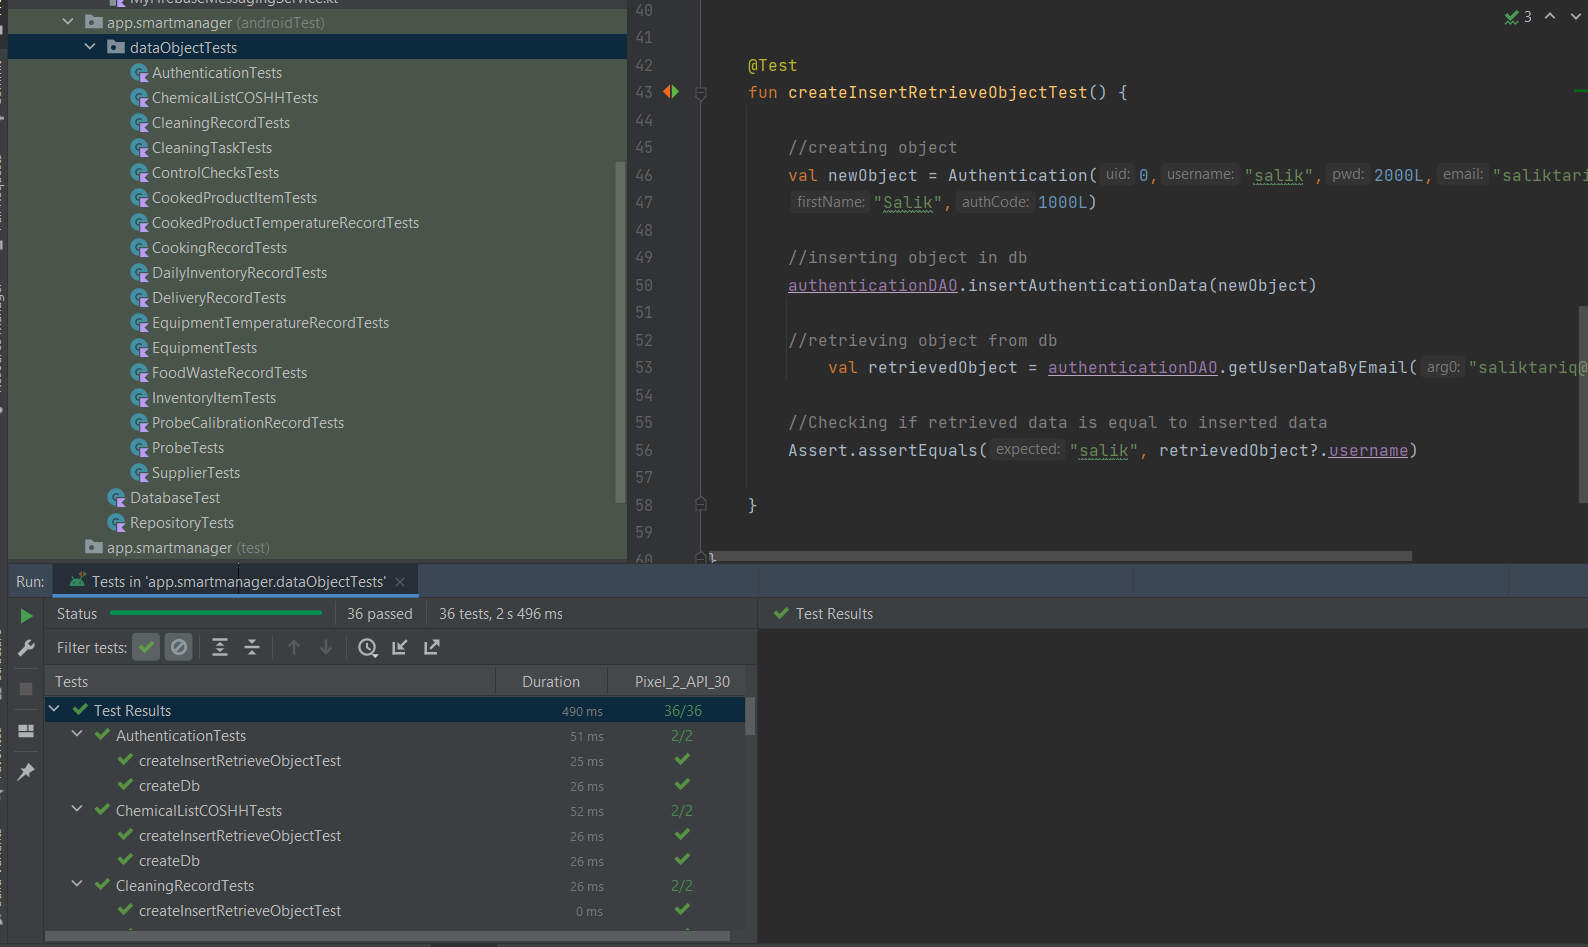 MyFirebaseMessagingService.kt
app.smartmanager (androidTest)
dataObjectTests
AuthenticationTests
ChemicalListCOSHHTests
CleaningRecordTests
CleaningTaskTests
ControlChecksTests
CookedProductItemTests
CookedProductTemperatureRecordTests
CookingRecordTests
DailyInventoryRecordTests
DeliveryRecordTests
EquipmentTemperatureRecordTests
EquipmentTests
FoodWasteRecordTests
InventoryItemTests
ProbeCalibrationRecordTests
ProbeTests
SupplierTests
DatabaseTest
RepositoryTests
app.smartmanager (test)
3
40
41
42 @Test
43 fun createInsertRetrieveObjectTest() {
44
45 //creating object
46 val newObject = Authentication( uid: 0, username: "salik", pwd: 2000L, email: "saliktari
47 firstName: "Salik", authCode: 1000L)
48
49 //inserting object in db
50 authenticationDAO.insertAuthenticationData(newObject)
51
52 //retrieving object from db
53 val retrievedObject = authenticationDAO.getUserDataByEmail( arg0: "saliktariq@
54
55 //Checking if retrieved data is equal to inserted data
56 Assert.assertEquals( expected: "salik", retrievedObject?.username)
57
58 }
59
60 }
Run: Tests in 'app.smartmanager.dataObjectTests'
Status 36 passed 36 tests, 2 s 496 ms
Test Results
Filter tests:
Tests Duration Pixel_2_API_30
Test Results 490 ms 36/36
AuthenticationTests 51 ms 2/2
createInsertRetrieveObjectTest 25 ms
createDb 26 ms
ChemicalListCOSHHTests 52 ms 2/2
createInsertRetrieveObjectTest 26 ms
createDb 26 ms
CleaningRecordTests 26 ms 2/2
createInsertRetrieveObjectTest 0 ms